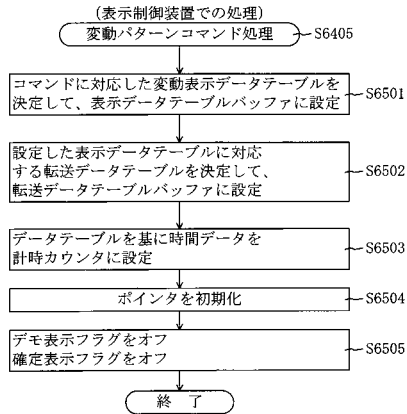 (表示制御装置での処理)
変動パターンコマンド処理 S6405
コマンドに対応した変動表示データテーブルを
決定して、表示データテーブルバッファに設定 S6501
設定した表示データテーブルに対応
する転送データテーブルを決定して、
転送データテーブルバッファに設定 S6502
データテーブルを基に時間データを
計時カウンタに設定 S6503
ポインタを初期化 S6504
デモ表示フラグをオフ
確定表示フラグをオフ S6505
終 了